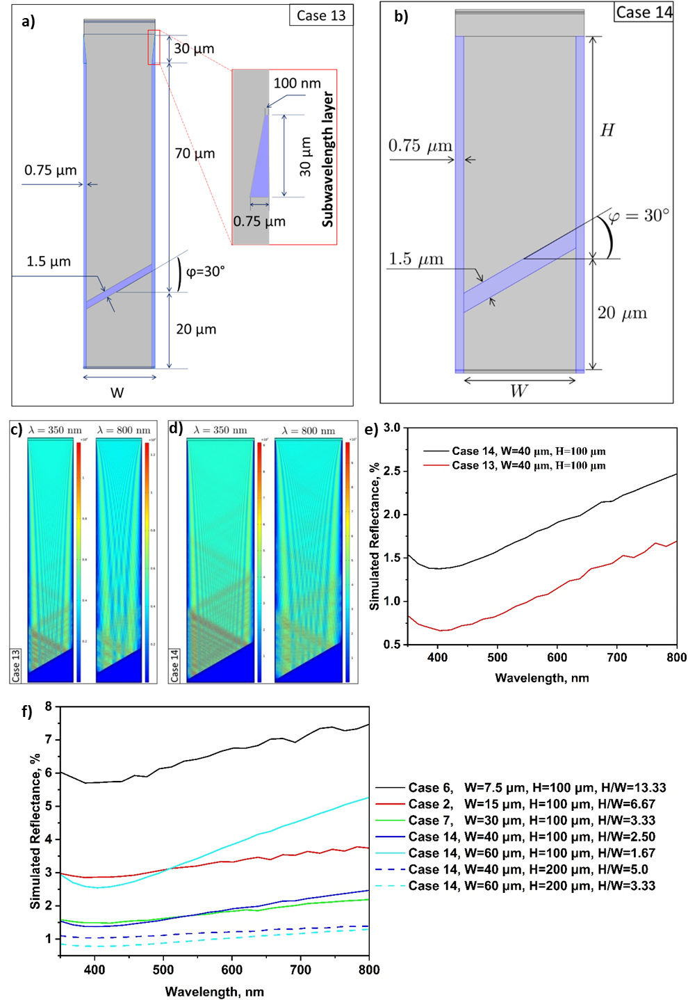 a)
Case 13
30 µm
100 nm
Subwavelength layer
30 µm
0.75 µm
70 µm
0.75 µm
1.5 µm
φ=30°
20 µm
W
b)
Case 14
H
0.75 µm
φ = 30°
1.5 µm
20 µm
W
c)
λ = 350 nm
λ = 800 nm
Case 13
d)
λ = 350 nm
λ = 800 nm
Case 14
e)
3.0
2.5
2.0
1.5
1.0
0.5
Simulated Reflectance, %
Case 14, W=40 µm, H=100 µm
Case 13, W=40 µm, H=100 µm
400
500
600
700
800
Wavelength, nm
f)
8
7
6
5
4
3
2
1
Simulated Reflectance, %
400
500
600
700
800
Wavelength, nm
Case 6, W=7.5 µm, H=100 µm, H/W=13.33
Case 2, W=15 µm, H=100 µm, H/W=6.67
Case 7, W=30 µm, H=100 µm, H/W=3.33
Case 14, W=40 µm, H=100 µm, H/W=2.50
Case 14, W=60 µm, H=100 µm, H/W=1.67
Case 14, W=40 µm, H=200 µm, H/W=5.0
Case 14, W=60 µm, H=200 µm, H/W=3.33